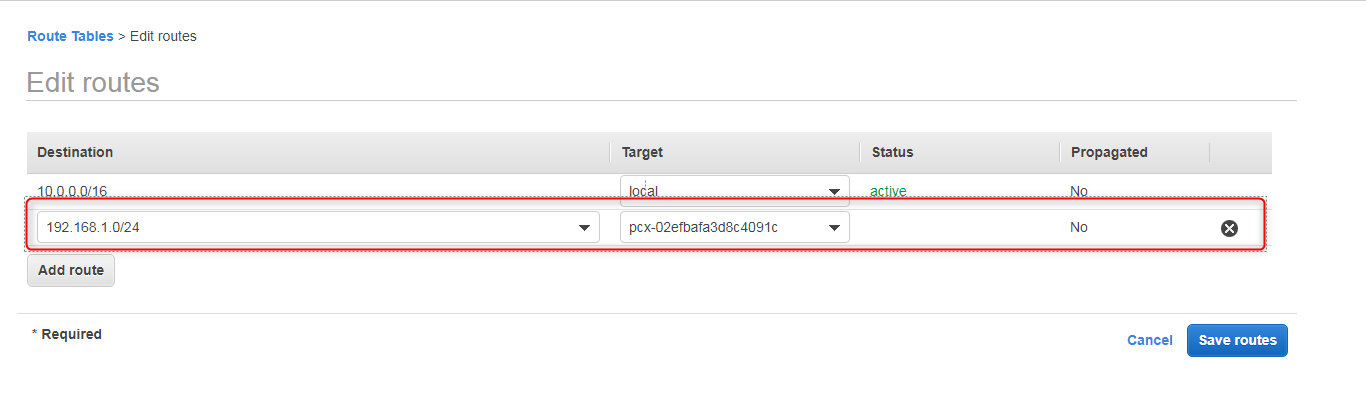 Route Tables > Edit routes
Edit routes
Destination Target Status Propagated
10.0.0.0/16 local active No
192.168.1.0/24 pcx-02efbafa3d8c4091c No
Add route
* Required
Cancel Save routes